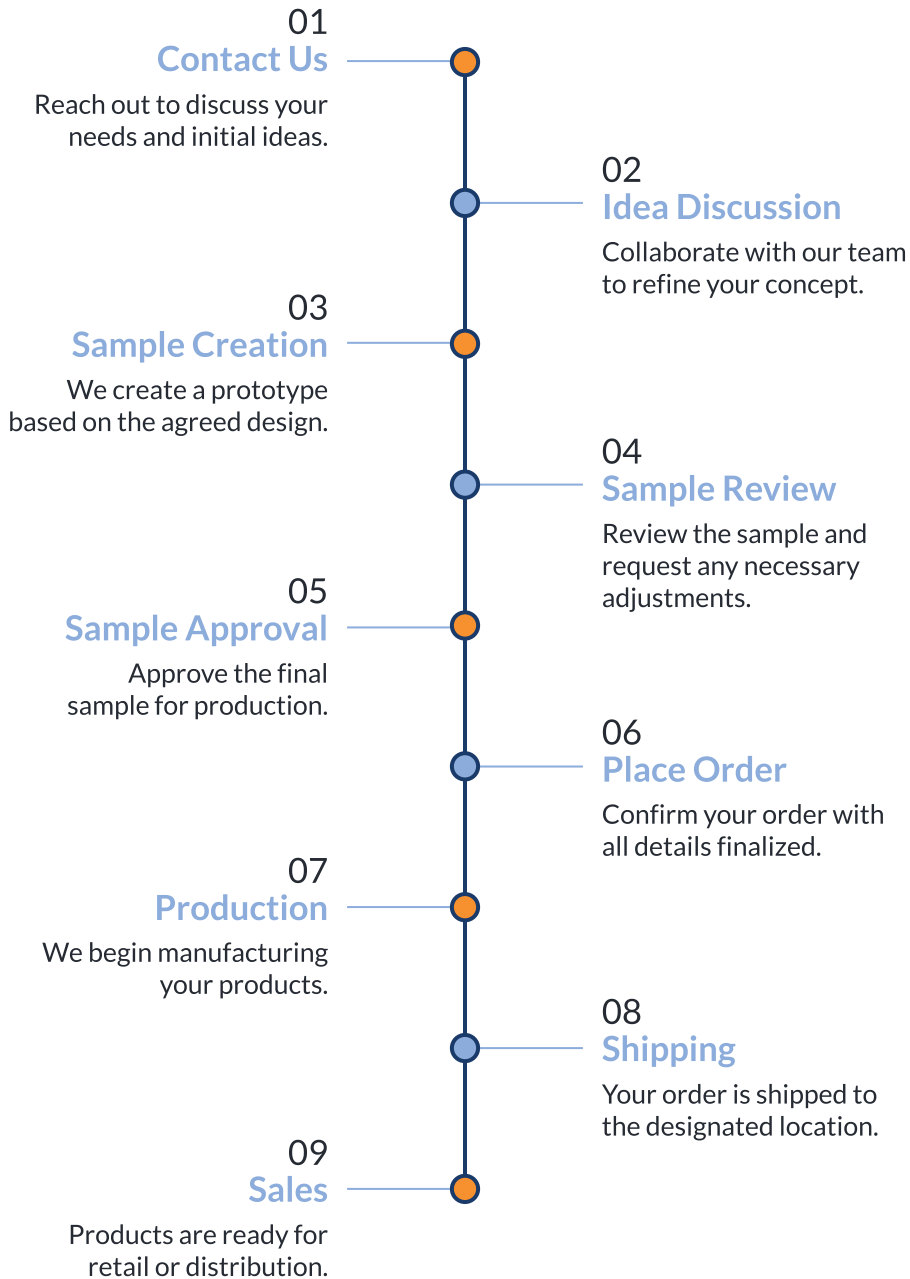 01
Contact Us
Reach out to discuss your
needs and initial ideas.
02
Idea Discussion
Collaborate with our team
to refine your concept.
03
Sample Creation
We create a prototype
based on the agreed design.
04
Sample Review
Review the sample and
request any necessary
adjustments.
05
Sample Approval
Approve the final
sample for production.
06
Place Order
Confirm your order with
all details finalized.
07
Production
We begin manufacturing
your products.
08
Shipping
Your order is shipped to
the designated location.
09
Sales
Products are ready for
retail or distribution.